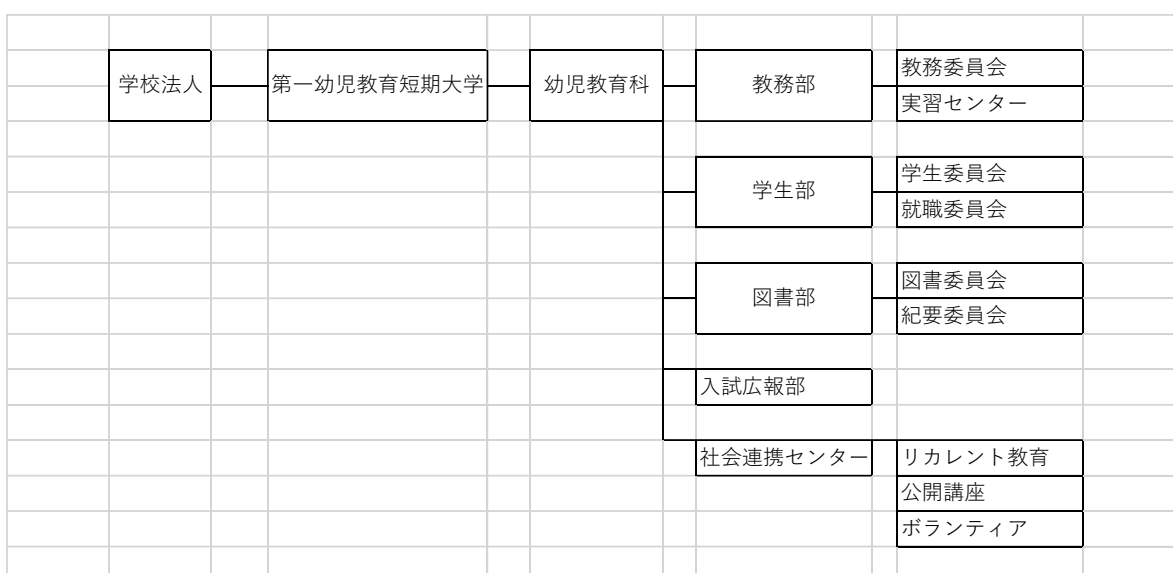 学校法人
第一幼児教育短期大学
幼児教育科
教務部
教務委員会
実習センター
学生部
学生委員会
就職委員会
図書部
図書委員会
紀要委員会
入試広報部
社会連携センター
リカレント教育
公開講座
ボランティア